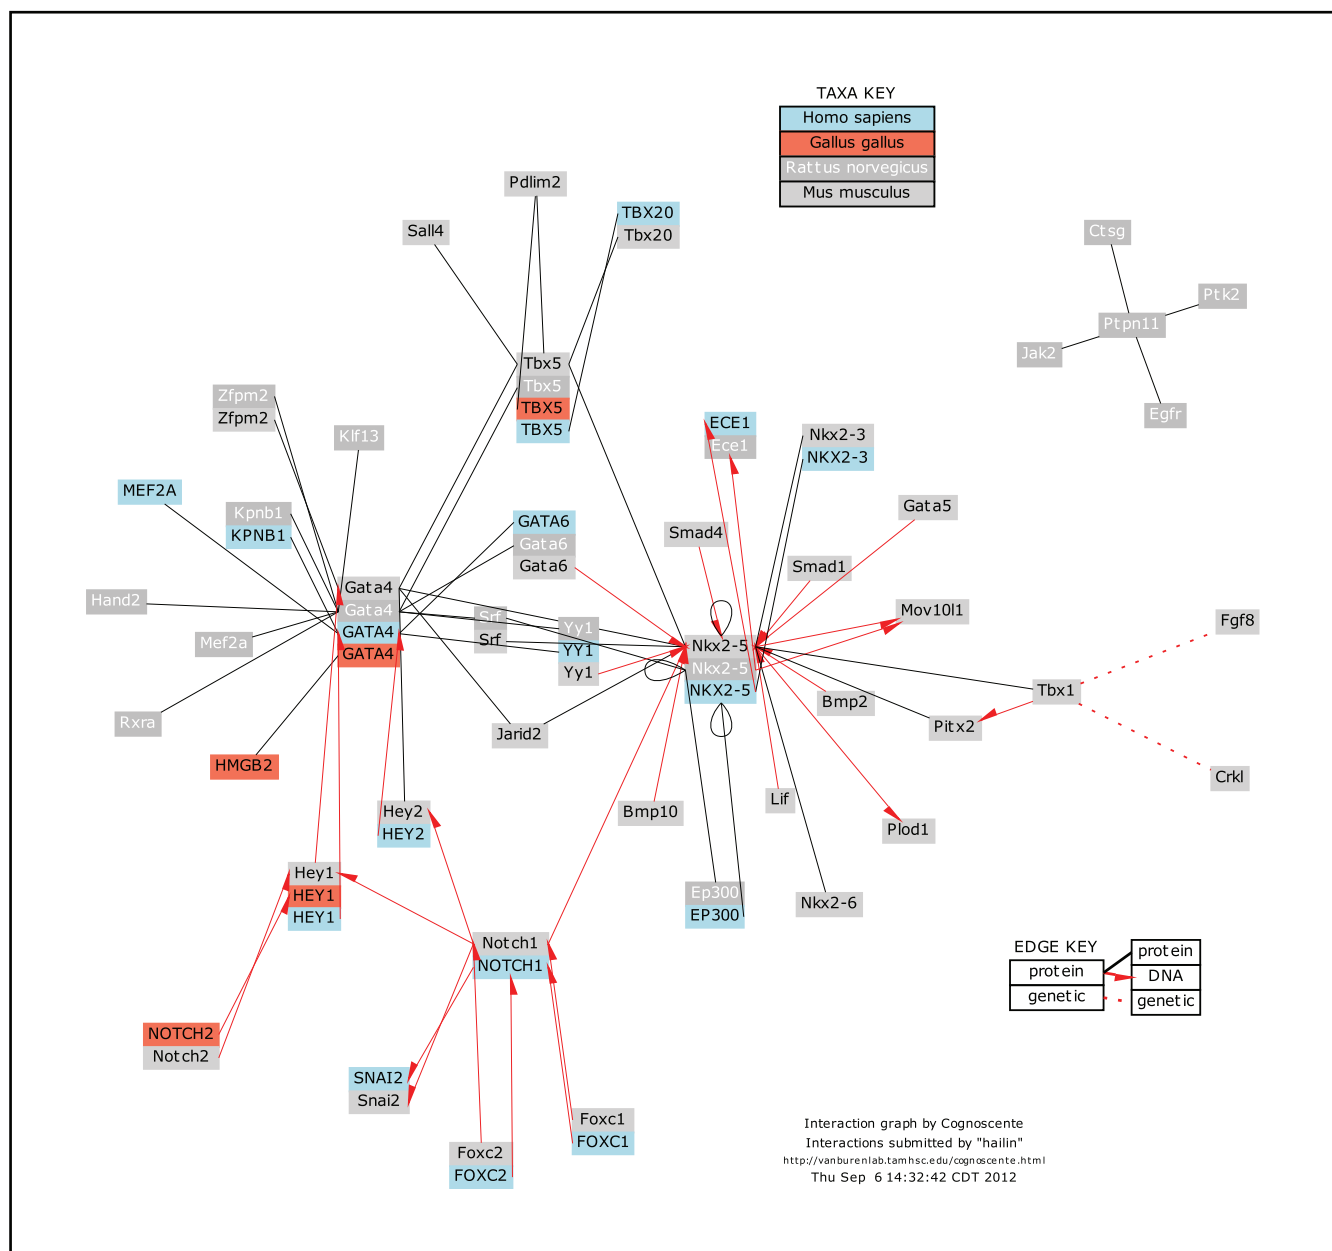 TAXA KEY
Homo sapiens
Gallus gallus
Rattus norvegicus
Mus musculus
Pdlim2
TBX20
Tbx20
Sall4
Ctsg
Ptk2
Ptpn11
Jak2
Egfr
Tbx5
Tbx5
TBX5
TBX5
Zfpm2
Zfpm2
Klf13
ECE1
Ece1
Nkx2-3
NKX2-3
MEF2A
Kpnb1
KPNB1
GATA6
Gata6
Gata6
Smad4
Gata5
Smad1
Hand2
Gata4
Gata4
GATA4
GATA4
Mef2a
Srf
Srf
Yy1
YY1
Yy1
Nkx2-5
Nkx2-5
NKX2-5
Mov10l1
Fgf8
Tbx1
Bmp2
Pitx2
Rxra
Jarid2
HMGB2
Crkl
Hey2
HEY2
Bmp10
Lif
Plod1
Hey1
HEY1
HEY1
Ep300
EP300
Nkx2-6
Notch1
NOTCH1
EDGE KEY
protein
genetic
protein
DNA
genetic
NOTCH2
Notch2
SNAI2
Snai2
Foxc1
FOXC1
Foxc2
FOXC2
Interaction graph by Cognoscente
Interactions submitted by "hailin"
http://vanburenlab.tamhsc.edu/cognoscente.html
Thu Sep 6 14:32:42 CDT 2012